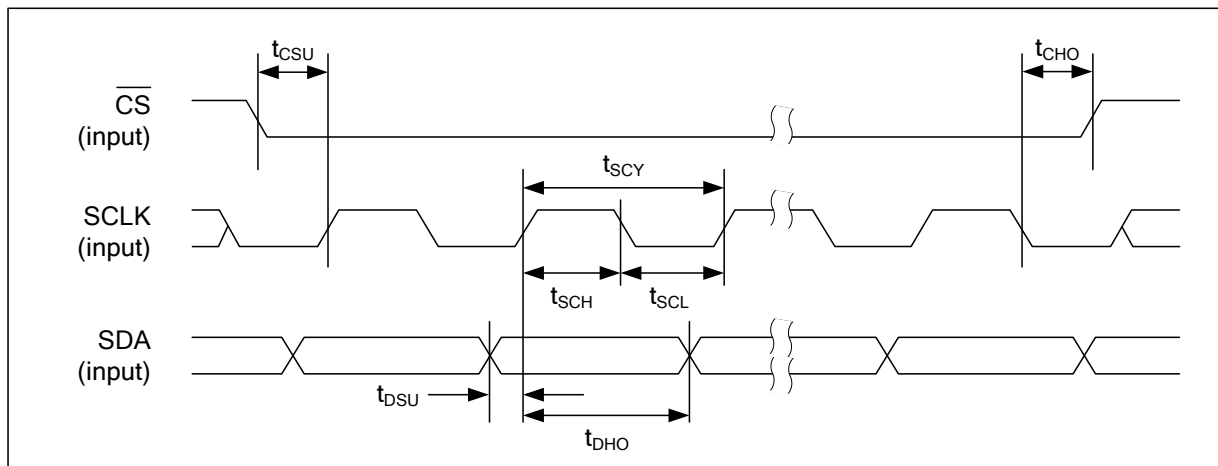 tCSU
tCHO
CS
(input)
tSCY
SCLK
(input)
tSCH
tSCL
SDA
(input)
tDSU
tDHO